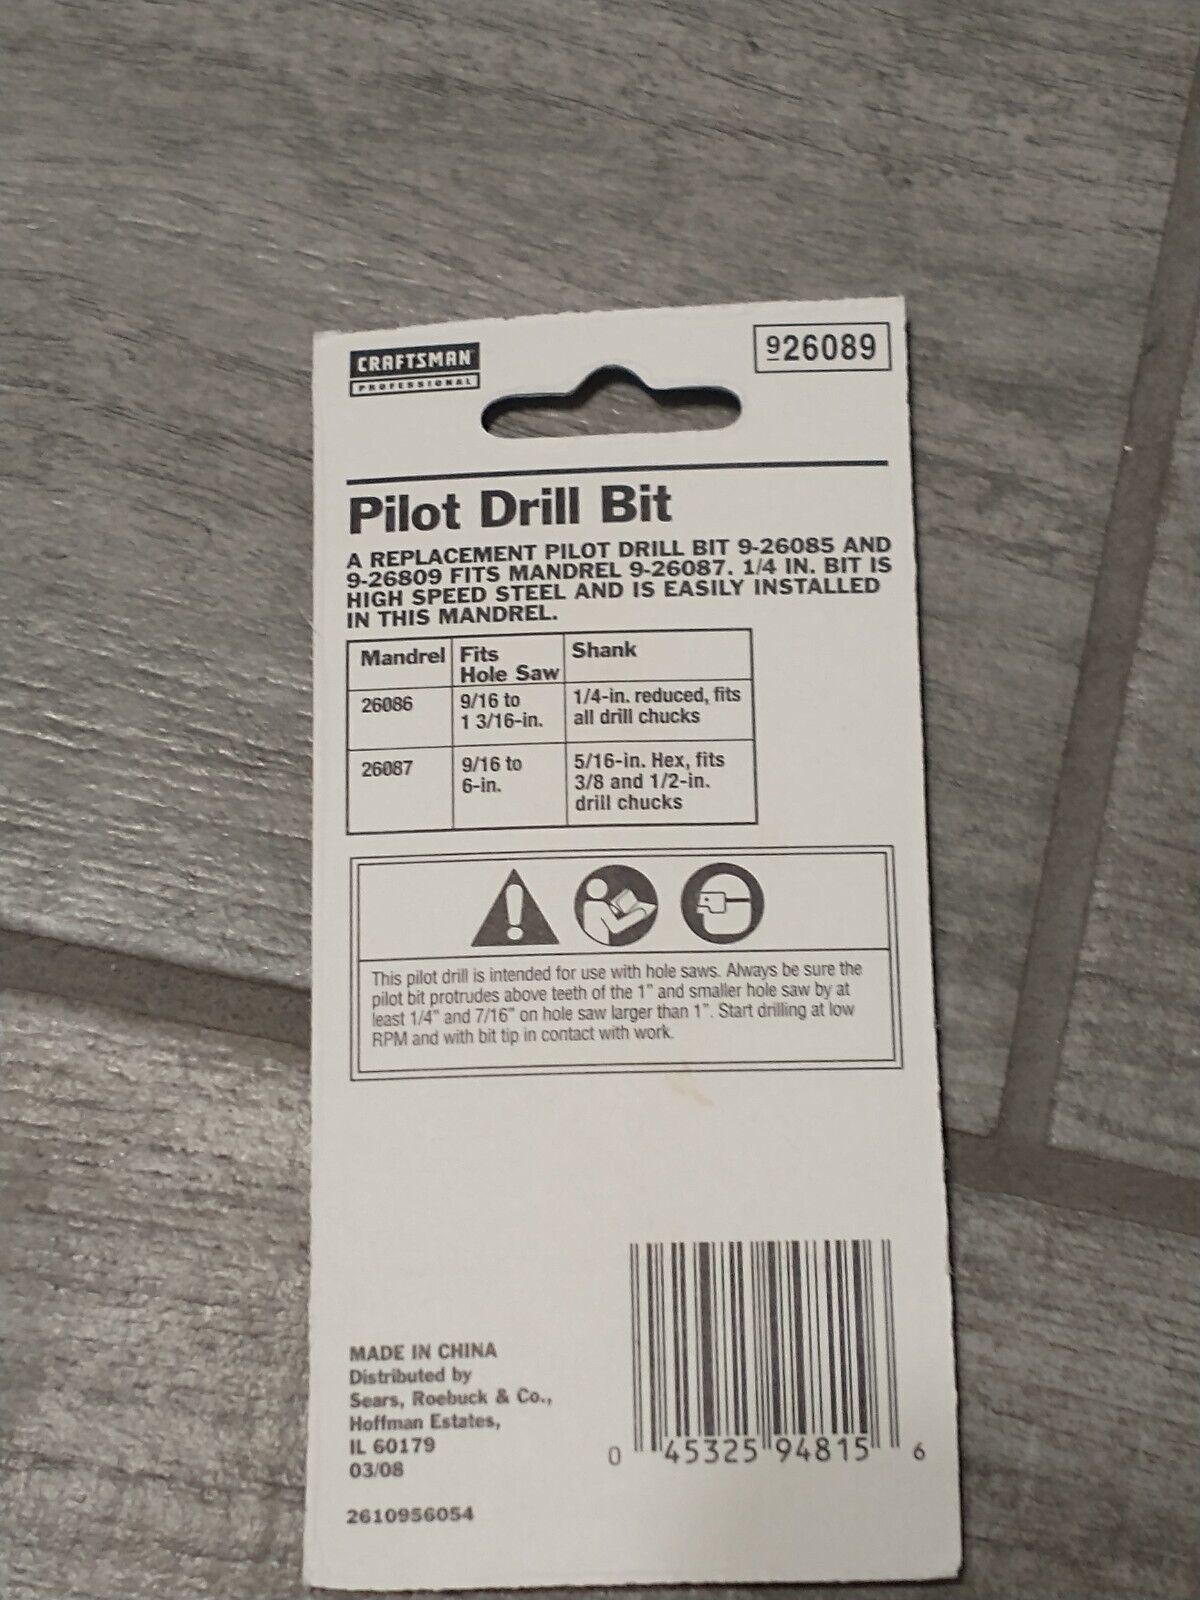 CRAFTSMAN
PROFESSIONAL
926089
Pilot Drill Bit
A REPLACEMENT PILOT DRILL BIT 9-26085 AND
9-26809 FITS MANDREL 9-26087. 1/4 IN. BIT IS
HIGH SPEED STEEL AND IS EASILY INSTALLED
IN THIS MANDREL.
Mandrel
Fits
Hole Saw
Shank
26086
9/16 to
1 3/16-in.
1/4-in. reduced, fits
all drill chucks
26087
9/16 to
6-in.
5/16-in. Hex, fits
3/8 and 1/2-in.
drill chucks
This pilot drill is intended for use with hole saws. Always be sure the
pilot bit protrudes above teeth of the 1" and smaller hole saw by at
least 1/4" and 7/16" on hole saw larger than 1". Start drilling at low
RPM and with bit tip in contact with work.
MADE IN CHINA
Distributed by
Sears, Roebuck & Co.,
Hoffman Estates,
IL 60179
03/08
2610956054
0 45325 94815 6